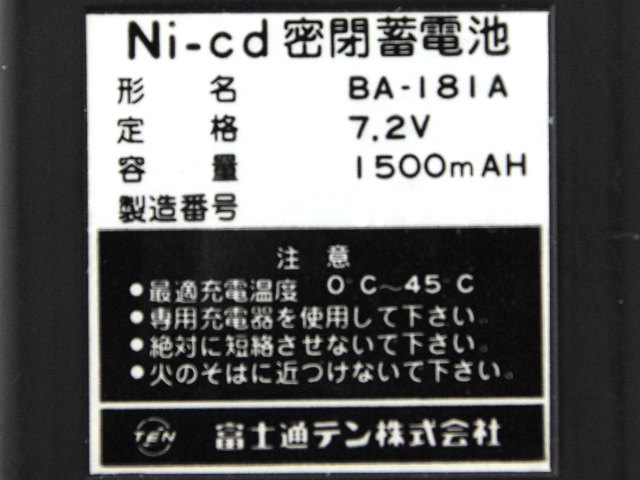 Ni-cd 密閉蓄電池
形 名 BA-181A
定 格 7.2V
容 量 1500mAH
製造番号
注 意
●最適充電温度 0°C～45°C
●専用充電器を使用して下さい。
●絶対に短絡させないで下さい。
●火のそばに近つけないて下さい。
TEN 富士通テン株式会社